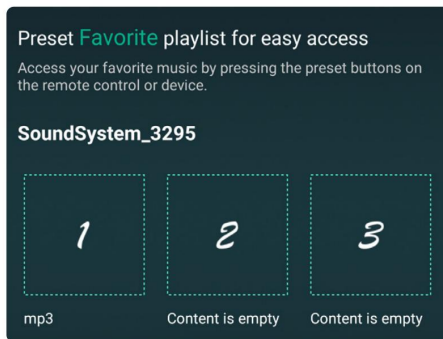 Preset Favorite playlist for easy access
Access your favorite music by pressing the preset buttons on
the remote control or device.
SoundSystem_3295
1 2 3
mp3 Content is empty Content is empty